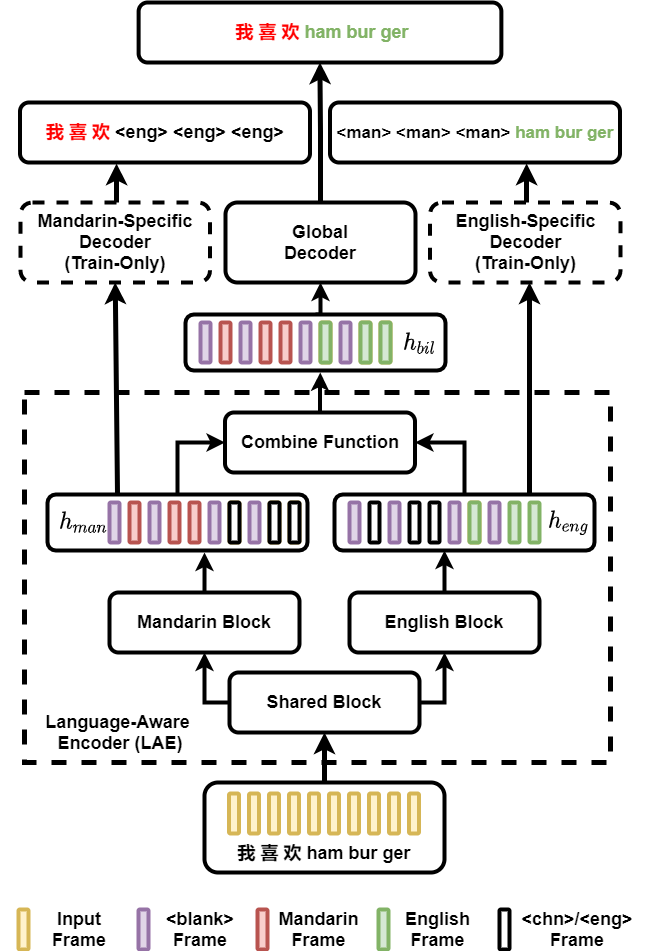 我 喜 欢 ham bur ger
我 喜 欢 <eng> <eng> <eng>
<man> <man> <man> ham bur ger
Mandarin-Specific
Decoder
(Train-Only)
Global
Decoder
English-Specific
Decoder
(Train-Only)
h_bil
Combine Function
h_man
h_eng
Mandarin Block
English Block
Shared Block
Language-Aware
Encoder (LAE)
我 喜 欢 ham bur ger
Input
Frame
<blank>
Frame
Mandarin
Frame
English
Frame
<chn>/<eng>
Frame